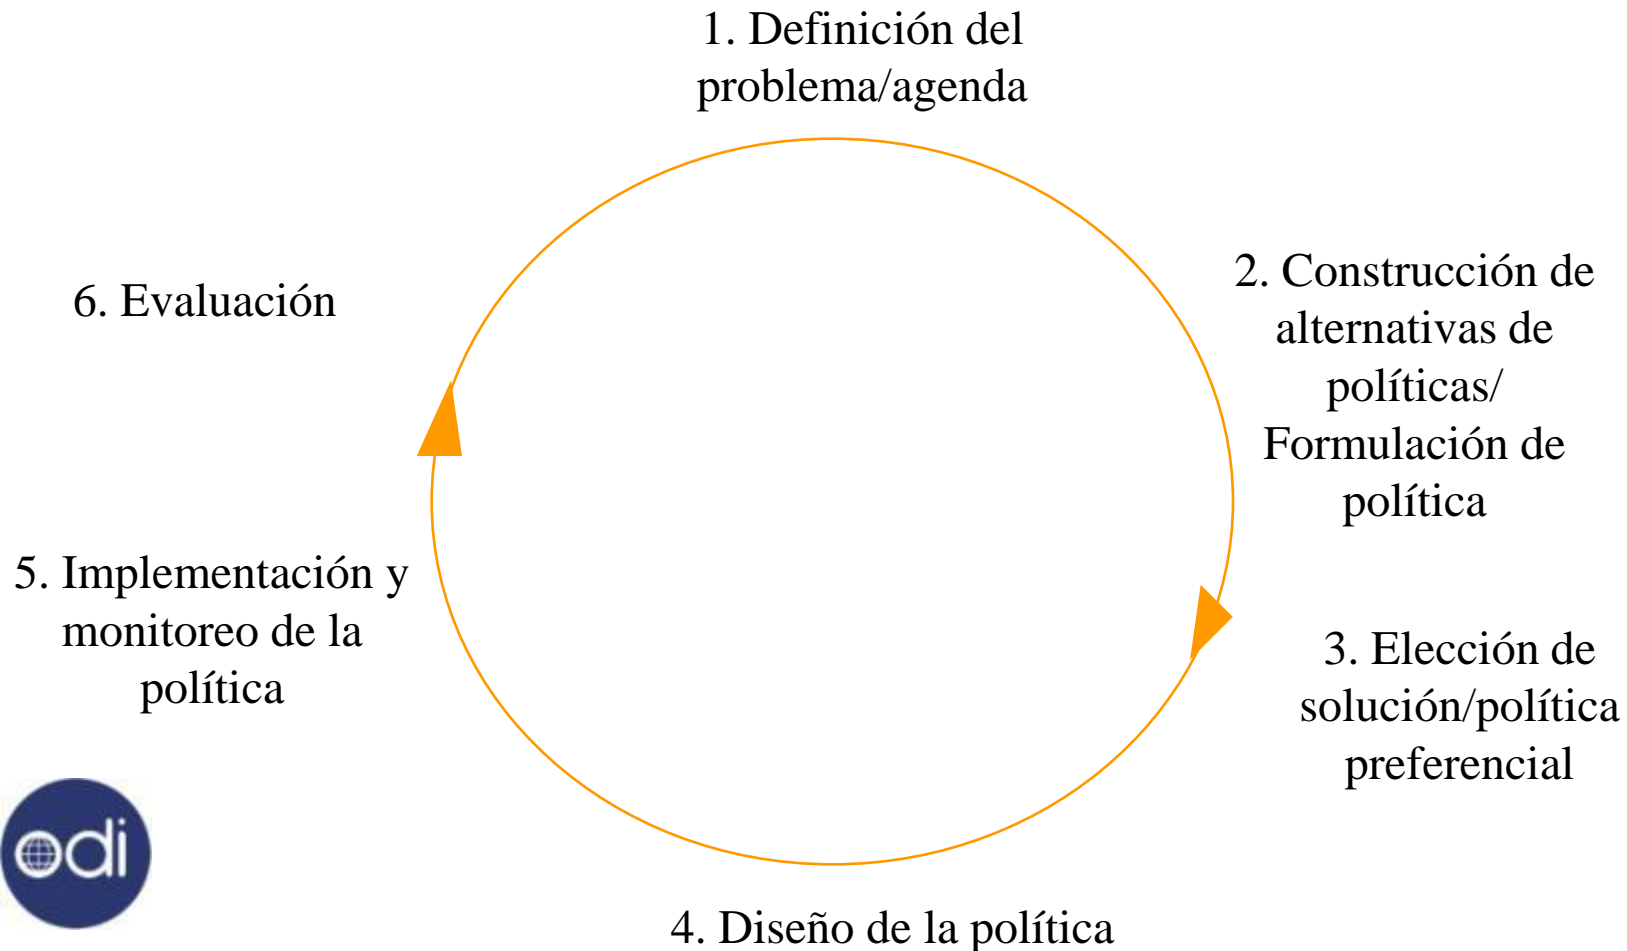 1. Definición del
problema/agenda
2. Construcción de
alternativas de
políticas/
Formulación de
política
3. Elección de
solución/política
preferencial
4. Diseño de la política
5. Implementación y
monitoreo de la
política
6. Evaluación
odi